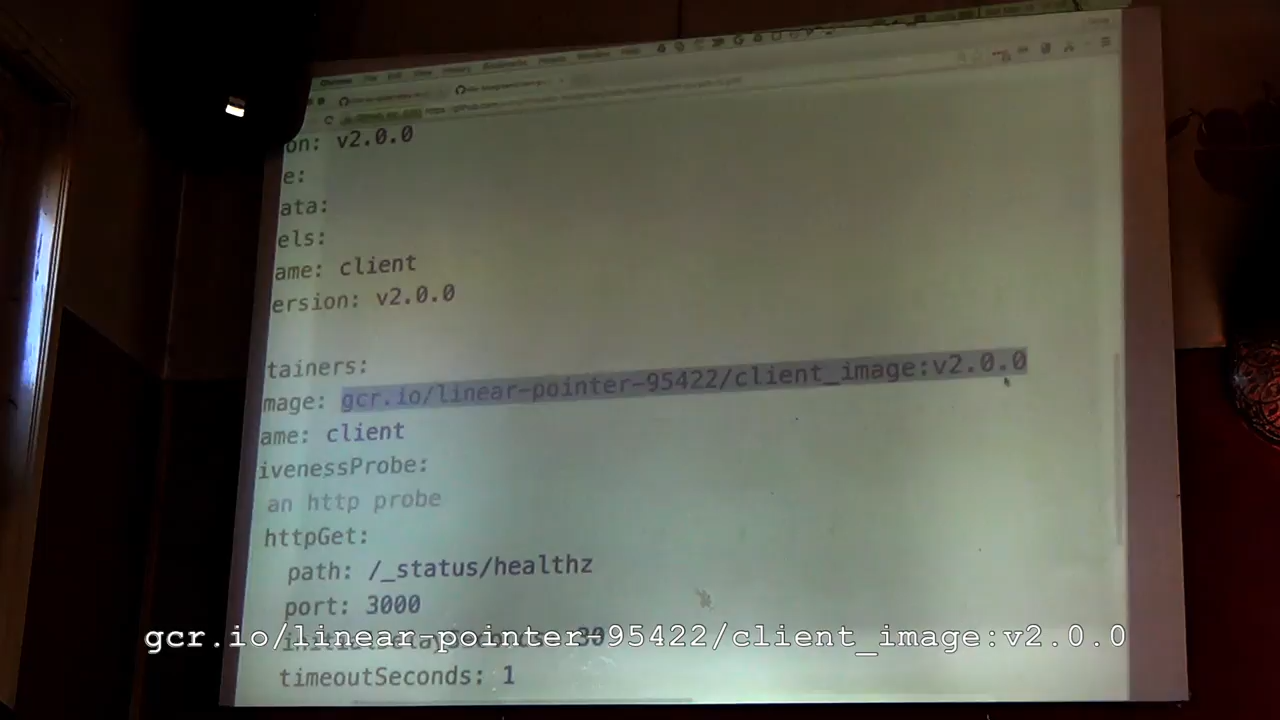 on: v2.0.0
e:
ata:
els:
ame: client
ersion: v2.0.0
tainers:
mage: gcr.io/linear-pointer-95422/client_image:v2.0.0
ame: client
ivenessProbe:
an http probe
httpGet:
path: /_status/healthz
port: 3000
30
gcr.io/linear-pointer-95422/client_image:v2.0.0
timeoutSeconds: 1